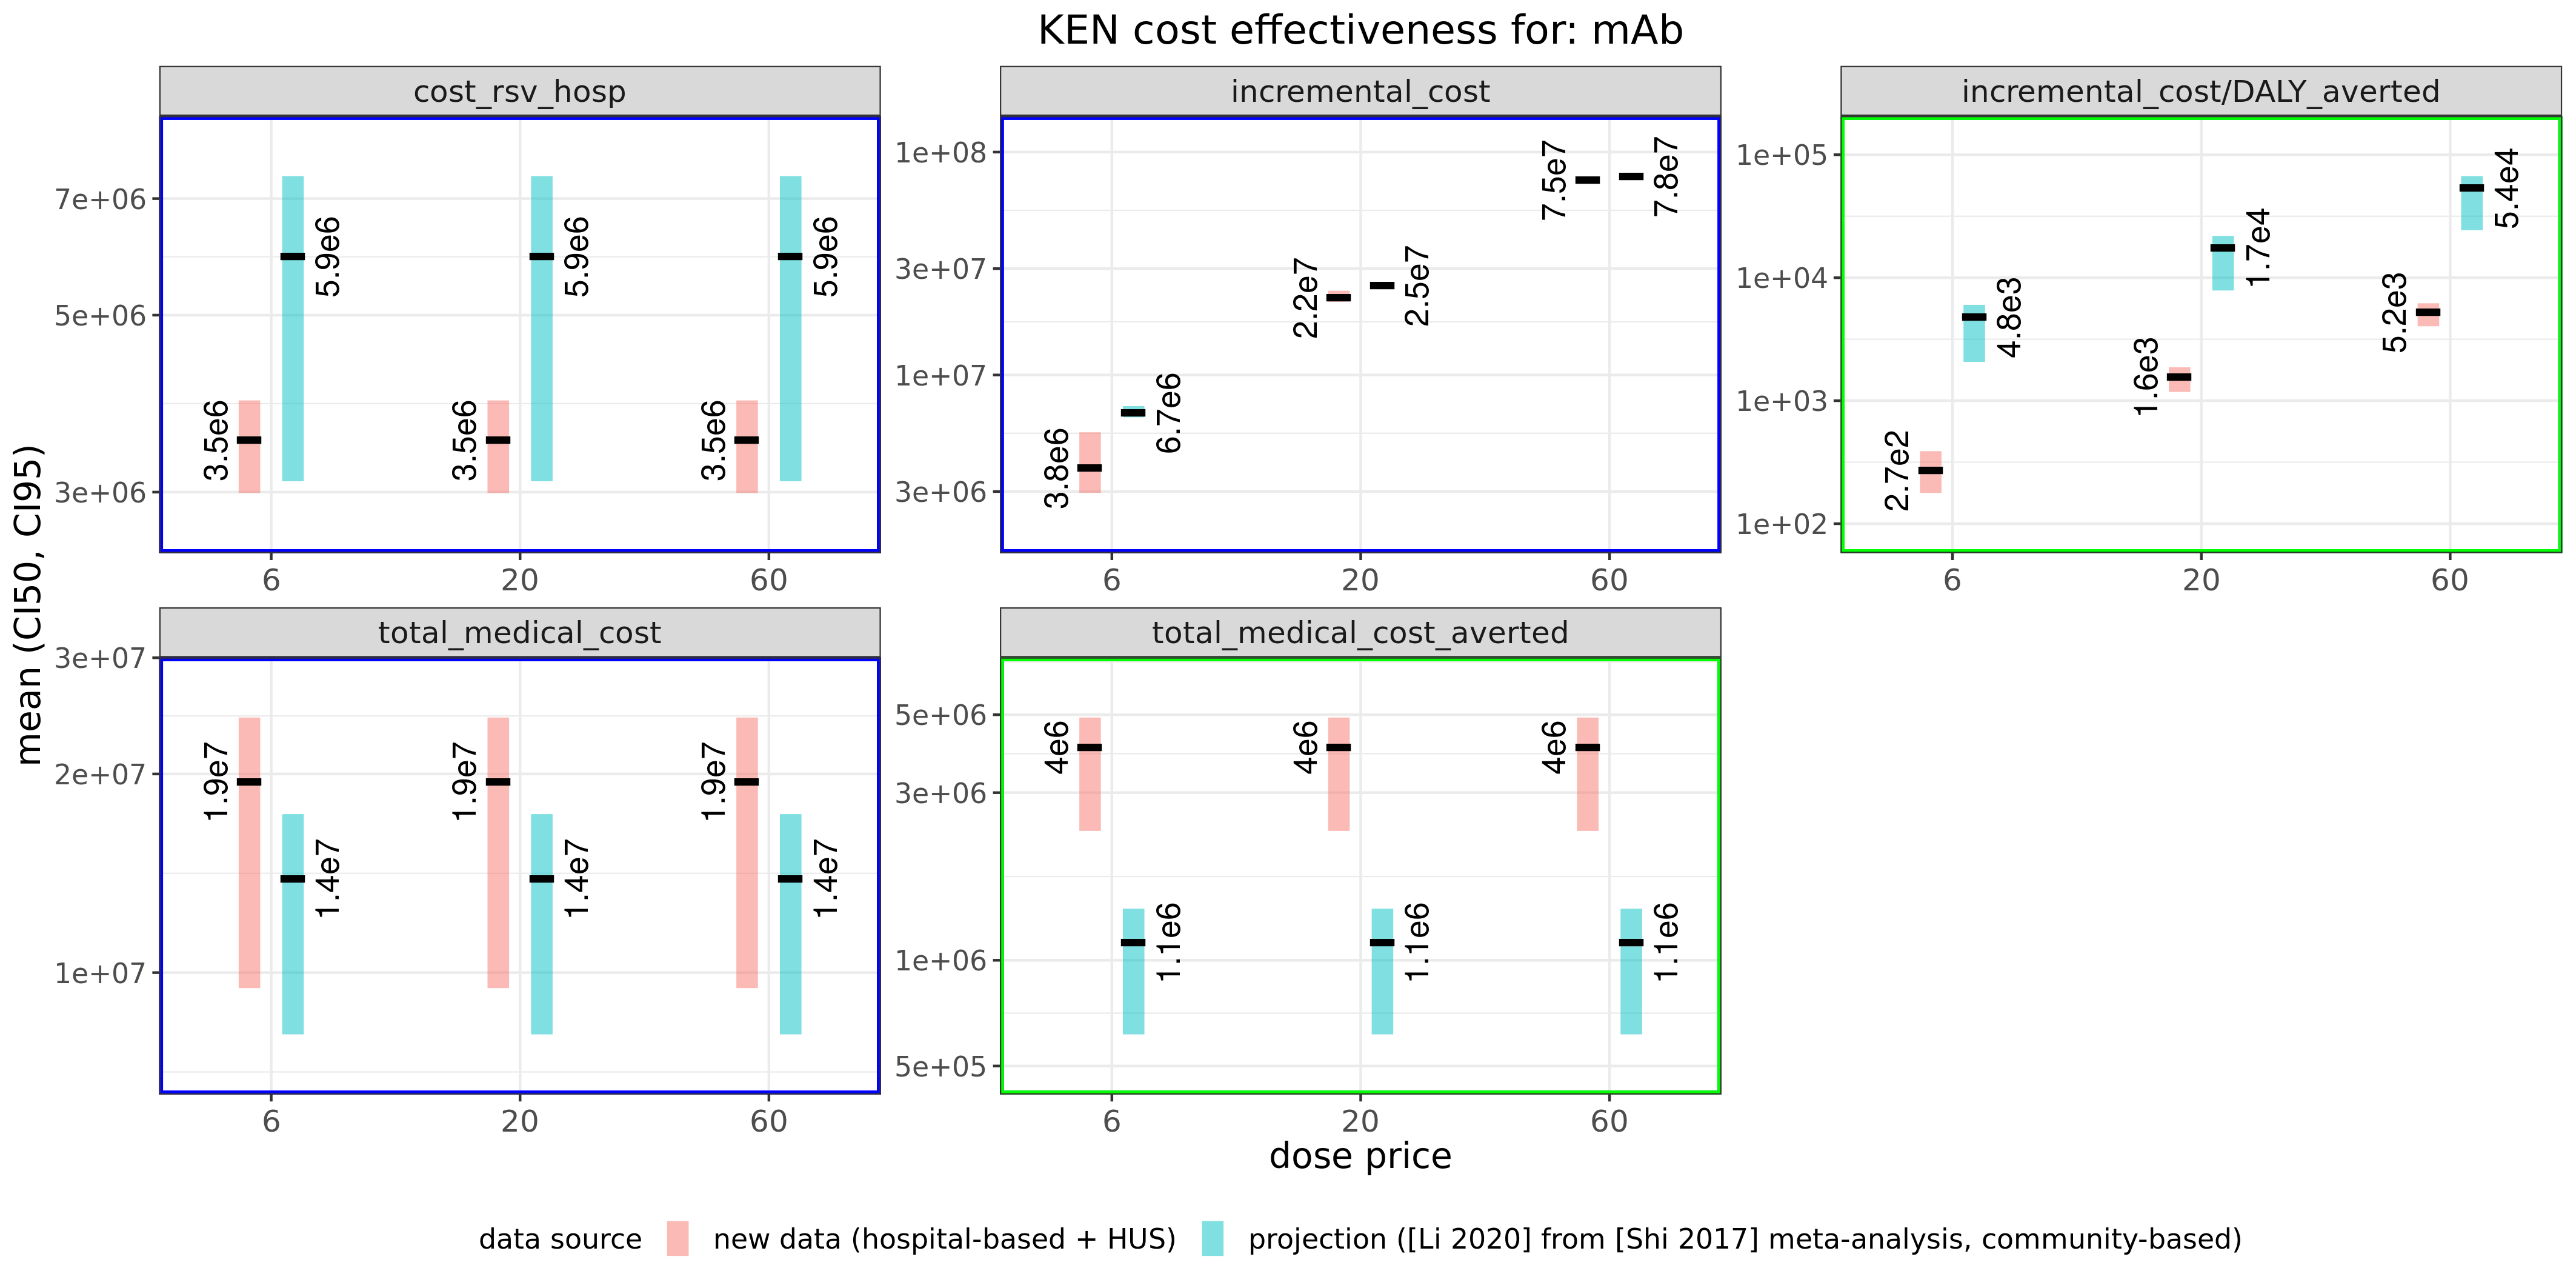 KEN cost effectiveness for: mAb
mean (CI50, CI95)
cost_rsv_hosp
7e+06
5e+06
3e+06
3.5e6
5.9e6
3.5e6
5.9e6
3.5e6
5.9e6
6 20 60
incremental_cost
1e+08
3e+07
1e+07
3e+06
3.8e6
6.7e6
2.2e7
2.5e7
7.5e7
7.8e7
6 20 60
incremental_cost/DALY_averted
1e+05
1e+04
1e+03
1e+02
2.7e2
4.8e3
1.6e3
1.7e4
5.2e3
5.4e4
6 20 60
total_medical_cost
3e+07
2e+07
1e+07
1.9e7
1.4e7
1.9e7
1.4e7
1.9e7
1.4e7
6 20 60
total_medical_cost_averted
5e+06
3e+06
1e+06
5e+05
4e6
1.1e6
4e6
1.1e6
4e6
1.1e6
6 20 60
dose price
data source new data (hospital-based + HUS) projection ([Li 2020] from [Shi 2017] meta-analysis, community-based)